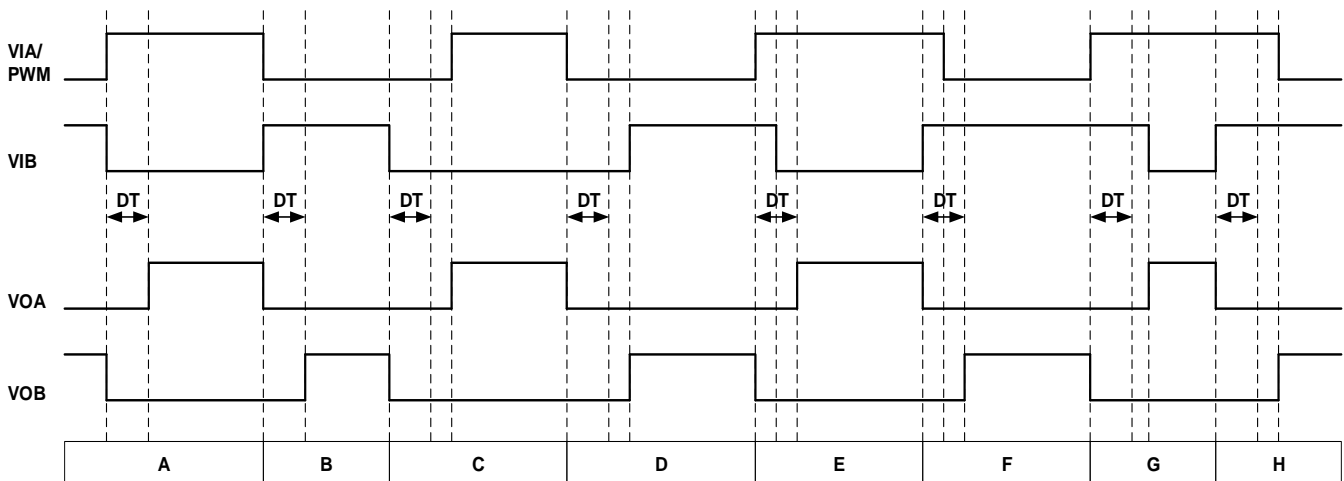 VIA/
PWM
VIB
DT DT DT DT DT DT DT DT
VOA
VOB
A B C D E F G H